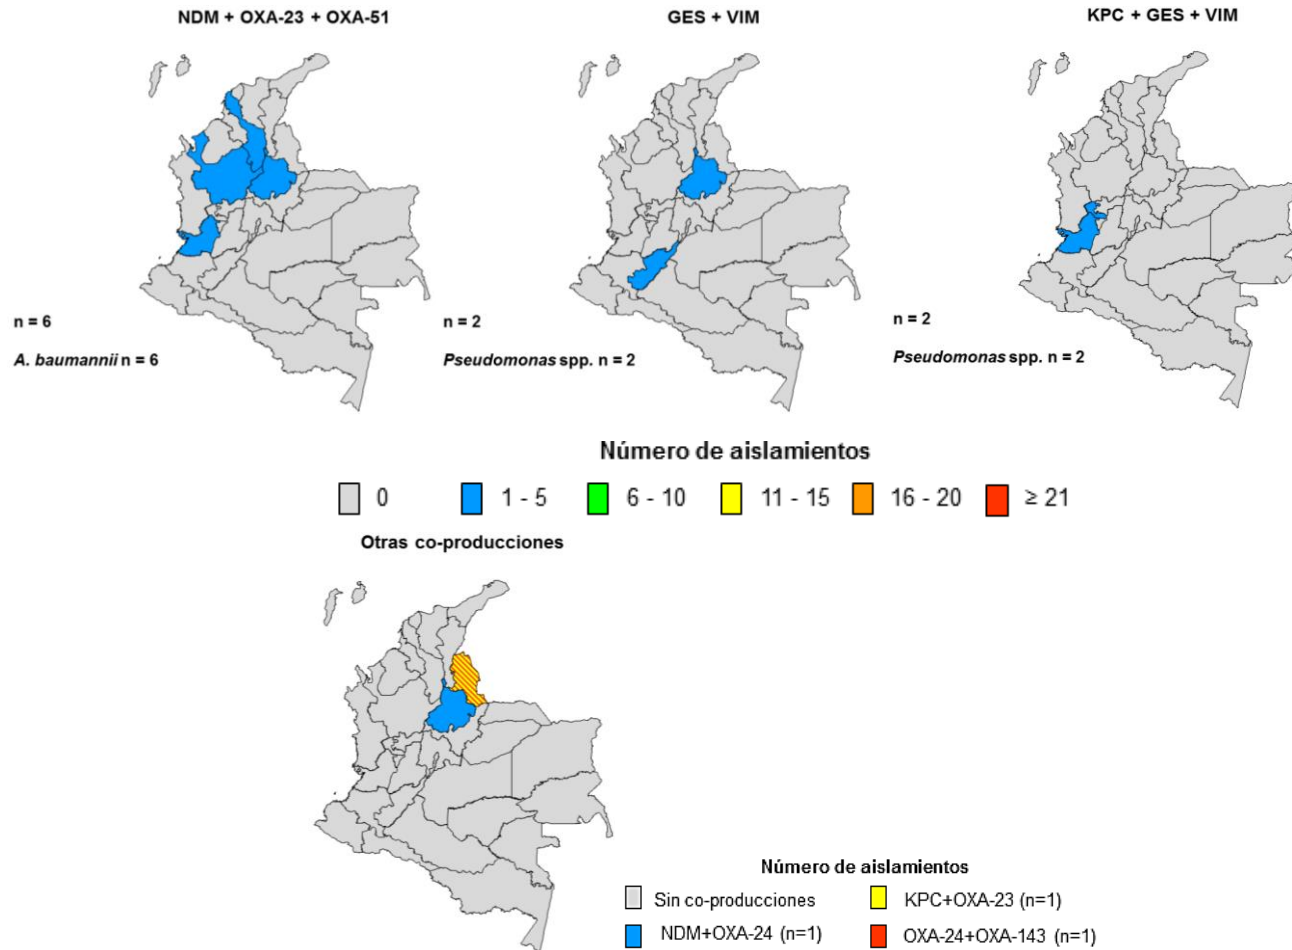 NDM + OXA-23 + OXA-51
GES + VIM
KPC + GES + VIM
n = 6
A. baumannii n = 6
n = 2
Pseudomonas spp. n = 2
n = 2
Pseudomonas spp. n = 2
Número de aislamientos
0 1 - 5 6 - 10 11 - 15 16 - 20 ≥ 21
Otras co-producciones
Número de aislamientos
Sin co-producciones KPC+OXA-23 (n=1)
NDM+OXA-24 (n=1) OXA-24+OXA-143 (n=1)